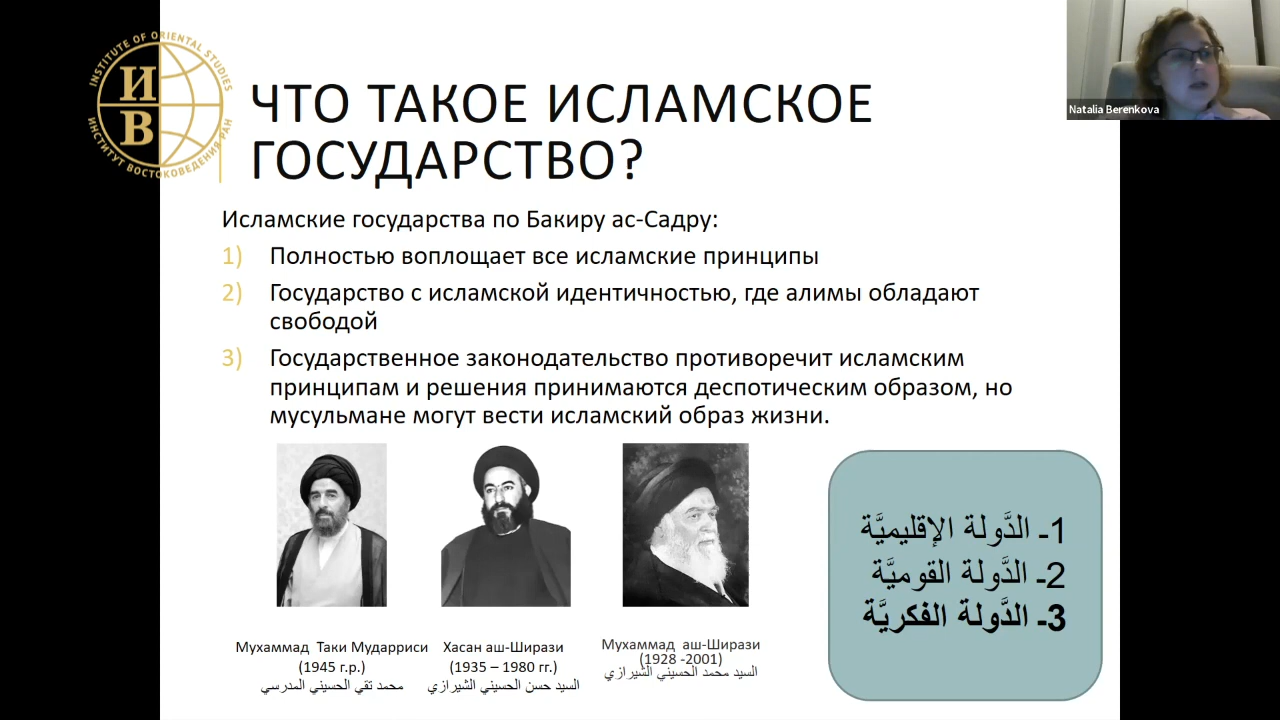 INSTITUTE OF ORIENTAL STUDIES
ИВ
ИНСТИТУТ ВОСТОКОВЕДЕНИЯ РАН
Natalia Berenkova
ЧТО ТАКОЕ ИСЛАМСКОЕ
ГОСУДАРСТВО?
Исламские государства по Бакиру ас-Садру:
1) Полностью воплощает все исламские принципы
2) Государство с исламской идентичностью, где алимы обладают
свободой
3) Государственное законодательство противоречит исламским
принципам и решения принимаются деспотическим образом, но
мусульмане могут вести исламский образ жизни.
1ـ الدَّولة الإقليميَّة
2ـ الدَّولة القوميَّة
3ـ الدَّولة الفكريَّة
Мухаммад Таки Мударриси
(1945 г.р.)
محمد تقي الحسيني المدرسي
Хасан аш-Ширази
(1935 – 1980 гг.)
السيد حسن الحسيني الشيرازي
Мухаммад аш-Ширази
(1928 -2001)
السيد محمد الحسيني الشيرازي